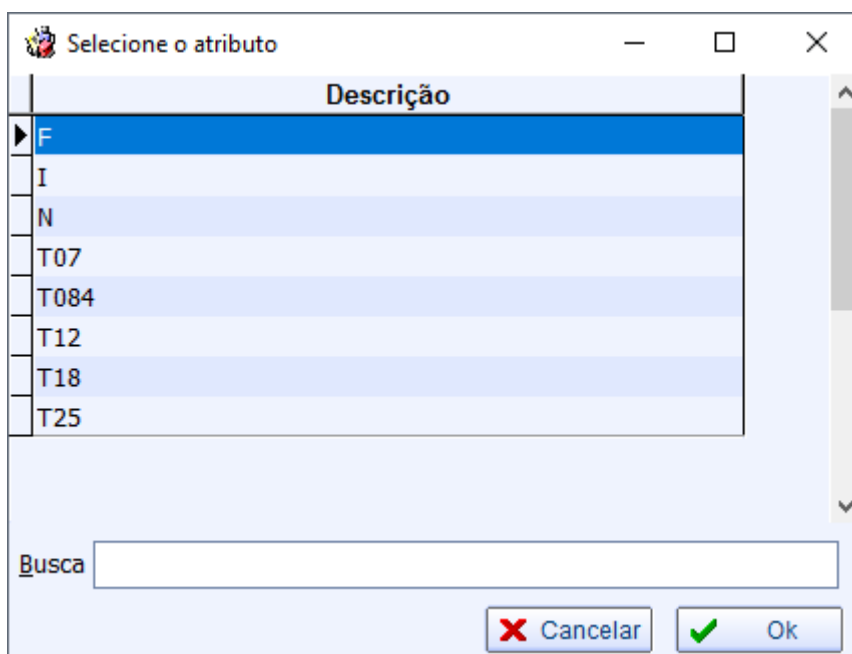 Selecione o atributo
Descrição
F
I
N
T07
T084
T12
T18
T25
Busca
Cancelar Ok